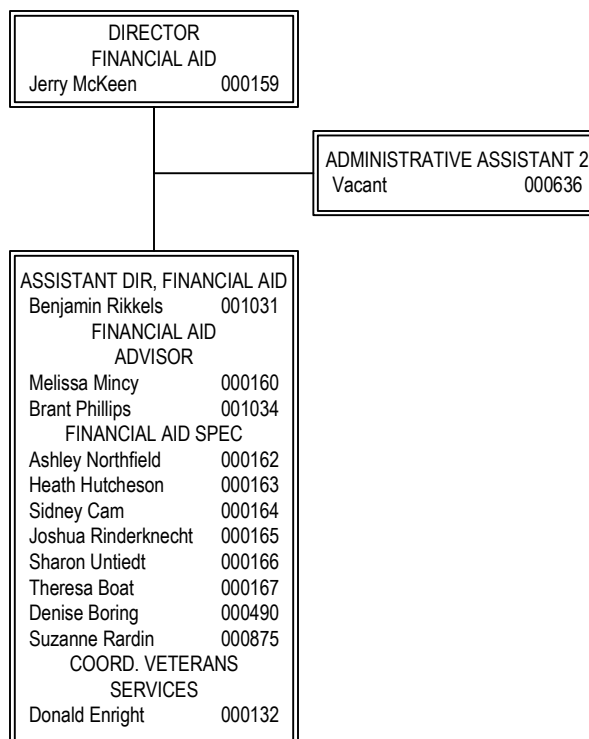 DIRECTOR
FINANCIAL AID
Jerry McKeen 000159
ADMINISTRATIVE ASSISTANT 2
Vacant 000636
ASSISTANT DIR, FINANCIAL AID
Benjamin Rikkels 001031
FINANCIAL AID
ADVISOR
Melissa Mincy 000160
Brant Phillips 001034
FINANCIAL AID SPEC
Ashley Northfield 000162
Heath Hutcheson 000163
Sidney Cam 000164
Joshua Rinderknecht 000165
Sharon Untiedt 000166
Theresa Boat 000167
Denise Boring 000490
Suzanne Rardin 000875
COORD. VETERANS
SERVICES
Donald Enright 000132